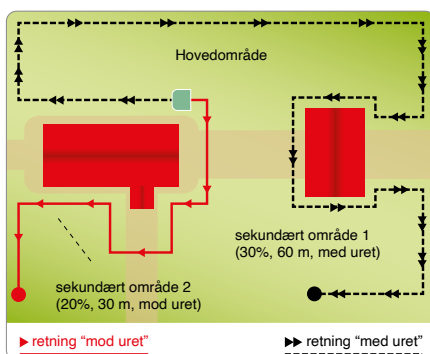 Hovedområde
sekundært område 1
(30%, 60 m, med uret)
sekundært område 2
(20%, 30 m, mod uret)
retning “mod uret”
retning “med uret”